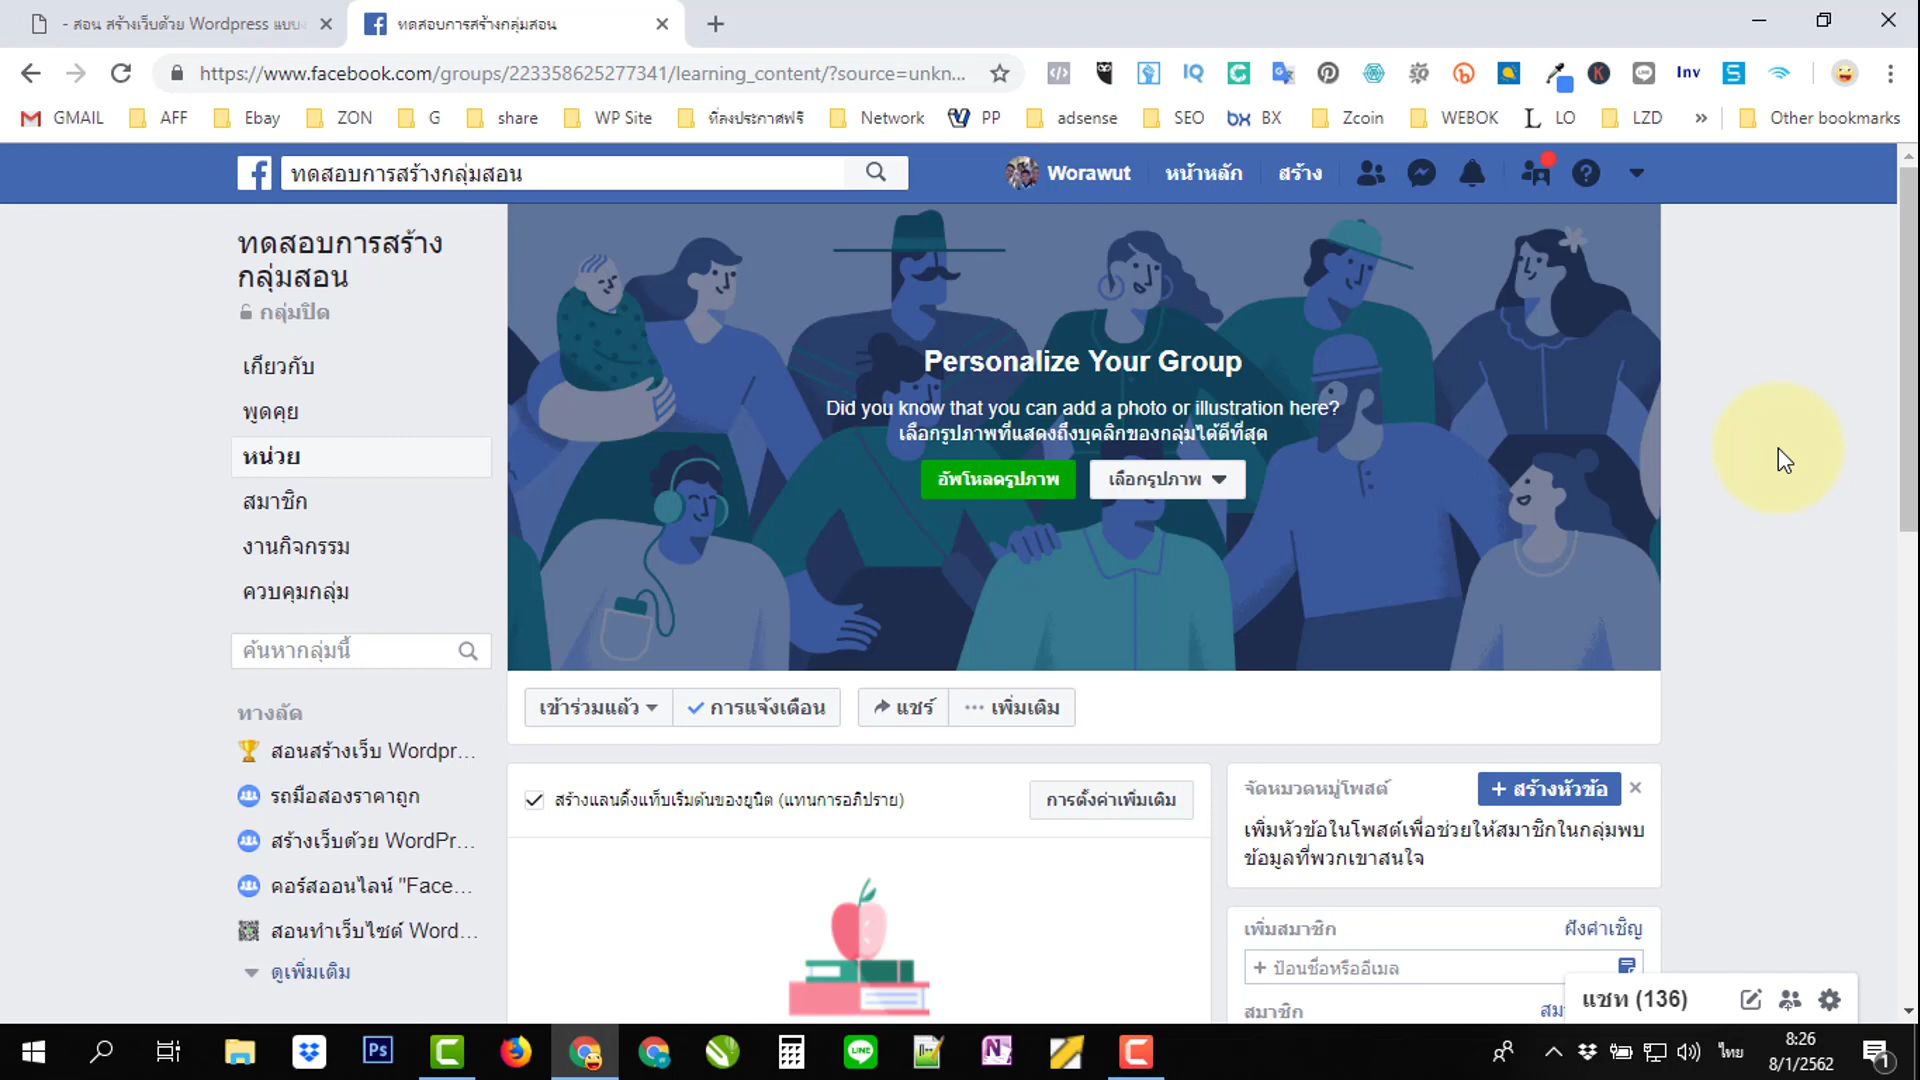 - สอน สร้างเว็บด้วย Wordpress แบบง
ทดสอบการสร้างกลุ่มสอน
https://www.facebook.com/groups/223358625277341/learning_content/?source=unkn...
IQ
Inv
GMAIL
AFF
Ebay
ZON
G
share
WP Site
ที่ลงประกาศฟรี
Network
PP
adsense
SEO
bx BX
Zcoin
WEBOK
L LO
LZD
»
Other bookmarks
ทดสอบการสร้างกลุ่มสอน
Worawut
หน้าหลัก
สร้าง
ทดสอบการสร้าง
กลุ่มสอน
กลุ่มปิด
เกี่ยวกับ
พูดคุย
หน่วย
สมาชิก
งานกิจกรรม
ควบคุมกลุ่ม
ค้นหากลุ่มนี้
ทางลัด
สอนสร้างเว็บ Wordpr...
รถมือสองราคาถูก
สร้างเว็บด้วย WordPr...
คอร์สออนไลน์ "Face...
สอนทำเว็บไซต์ Word...
ดูเพิ่มเติม
Personalize Your Group
Did you know that you can add a photo or illustration here?
เลือกรูปภาพที่แสดงถึงบุคลิกของกลุ่มได้ดีที่สุด
อัพโหลดรูปภาพ
เลือกรูปภาพ
เข้าร่วมแล้ว
การแจ้งเตือน
แชร์
เพิ่มเติม
สร้างแลนดิ้งแท็บเริ่มต้นของยูนิต (แทนการอภิปราย)
การตั้งค่าเพิ่มเติม
จัดหมวดหมู่โพสต์
+ สร้างหัวข้อ
เพิ่มหัวข้อในโพสต์เพื่อช่วยให้สมาชิกในกลุ่มพบ
ข้อมูลที่พวกเขาสนใจ
เพิ่มสมาชิก
ฝังคำเชิญ
+ ป้อนชื่อหรืออีเมล
สมาชิก
แชท (136)
Ps
LINE
N
ไทย
8:26
8/1/2562
1